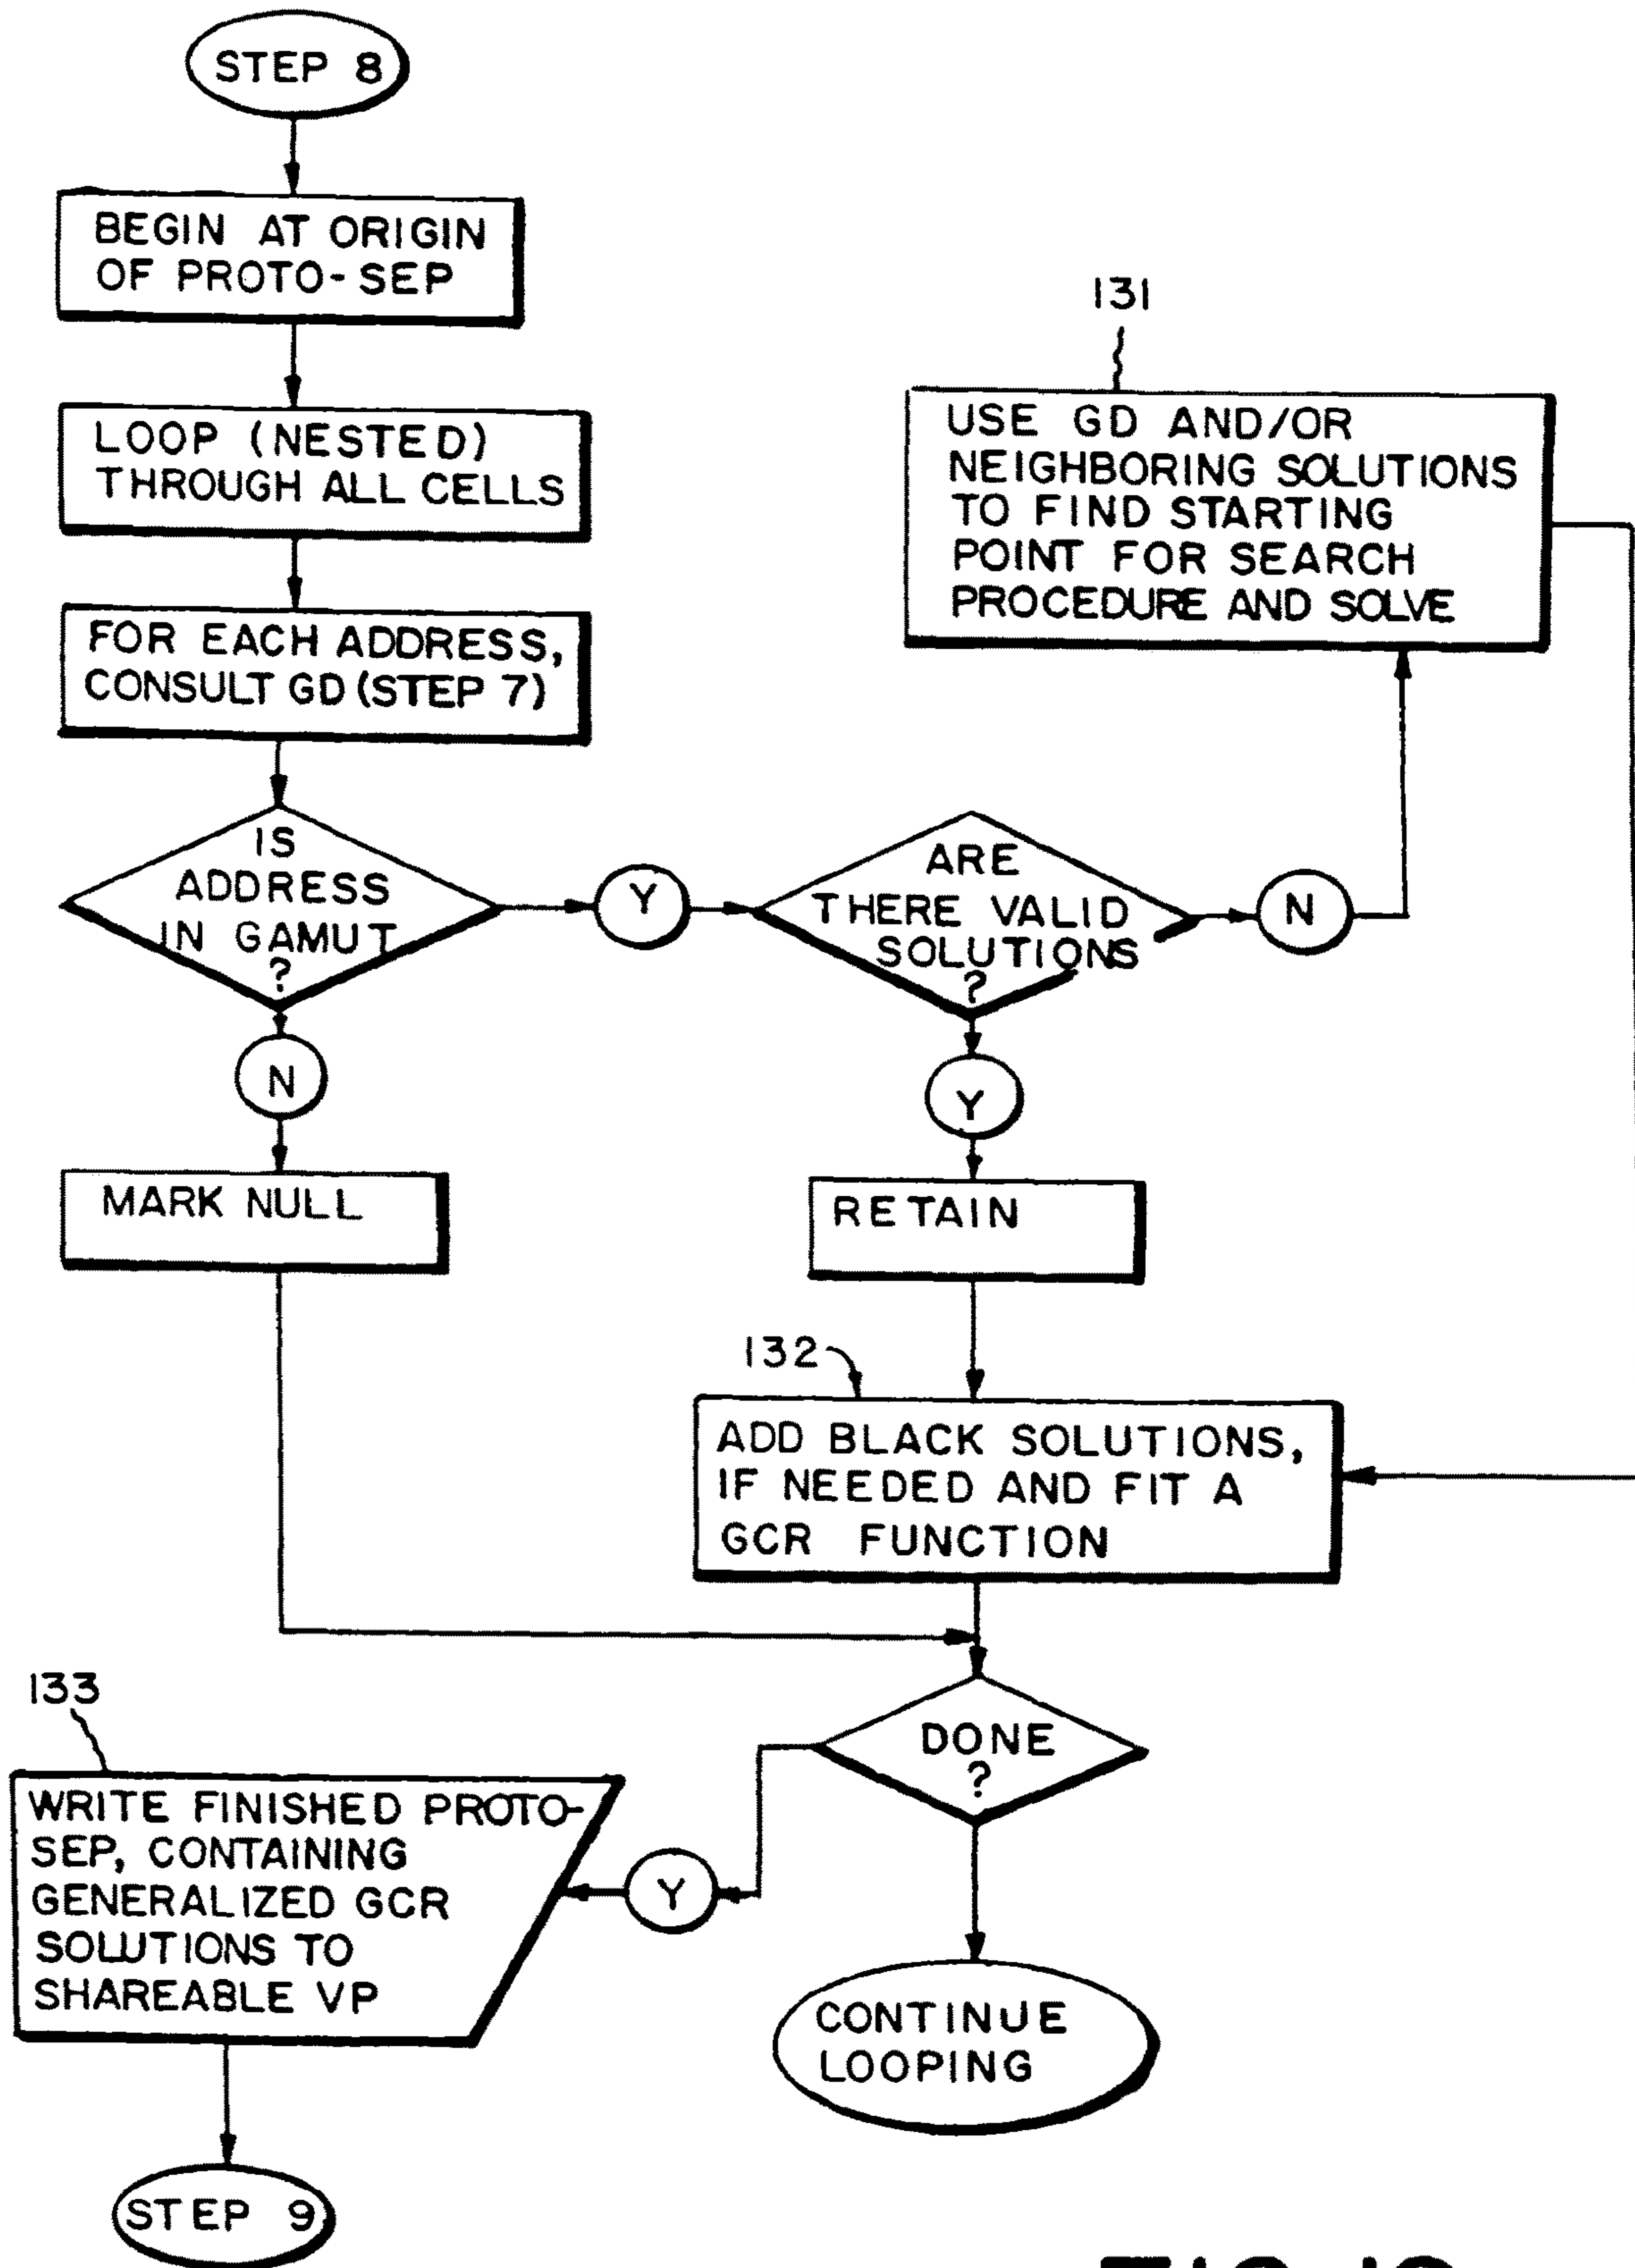 STEP 8
BEGIN AT ORIGIN
OF PROTO-SEP
LOOP (NESTED)
THROUGH ALL CELLS
FOR EACH ADDRESS,
CONSULT GD (STEP 7)
131
USE GD AND/OR
NEIGHBORING SOLUTIONS
TO FIND STARTING
POINT FOR SEARCH
PROCEDURE AND SOLVE
IS
ADDRESS
IN GAMUT
?
Y
ARE
THERE VALID
SOLUTIONS
?
N
N
Y
MARK NULL
RETAIN
132
ADD BLACK SOLUTIONS,
IF NEEDED AND FIT A
GCR FUNCTION
DONE
?
133
WRITE FINISHED PROTO-
SEP, CONTAINING
GENERALIZED GCR
SOLUTIONS TO
SHAREABLE VP
Y
CONTINUE
LOOPING
STEP 9